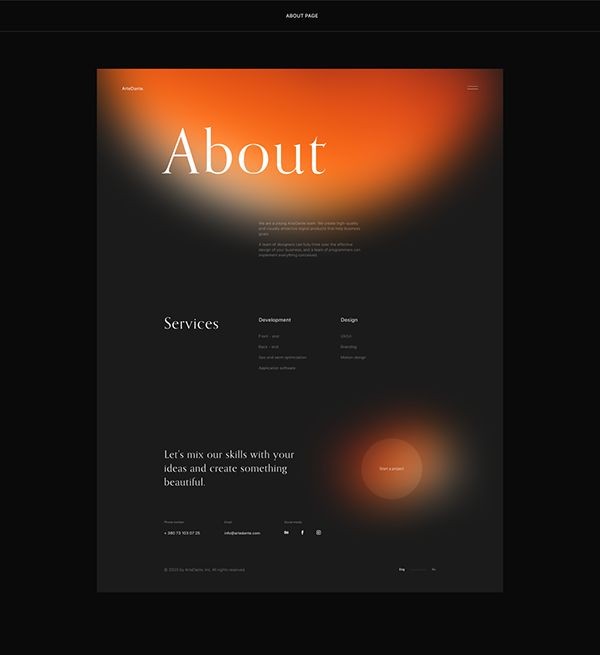 ABOUT PAGE
ArteDante.
About
We are a young ArteDante team. We create high-quality
and visually attractive digital products that help business
goals.
A team of designers can fully think over the effective
design of your business, and a team of programmers can
implement everything conceived.
Services
Development
Design
Front - end
UX/UI
Back - end
Branding
Seo and serm optimization
Motion design
Application software
Let's mix our skills with your
ideas and create something
beautiful.
Start a project
Phone number
Email
Social media
+ 380 73 103 07 25
info@artedante.com
Bē
© 2020 by ArteDante, Inc. All rights reserved.
Eng
Ru